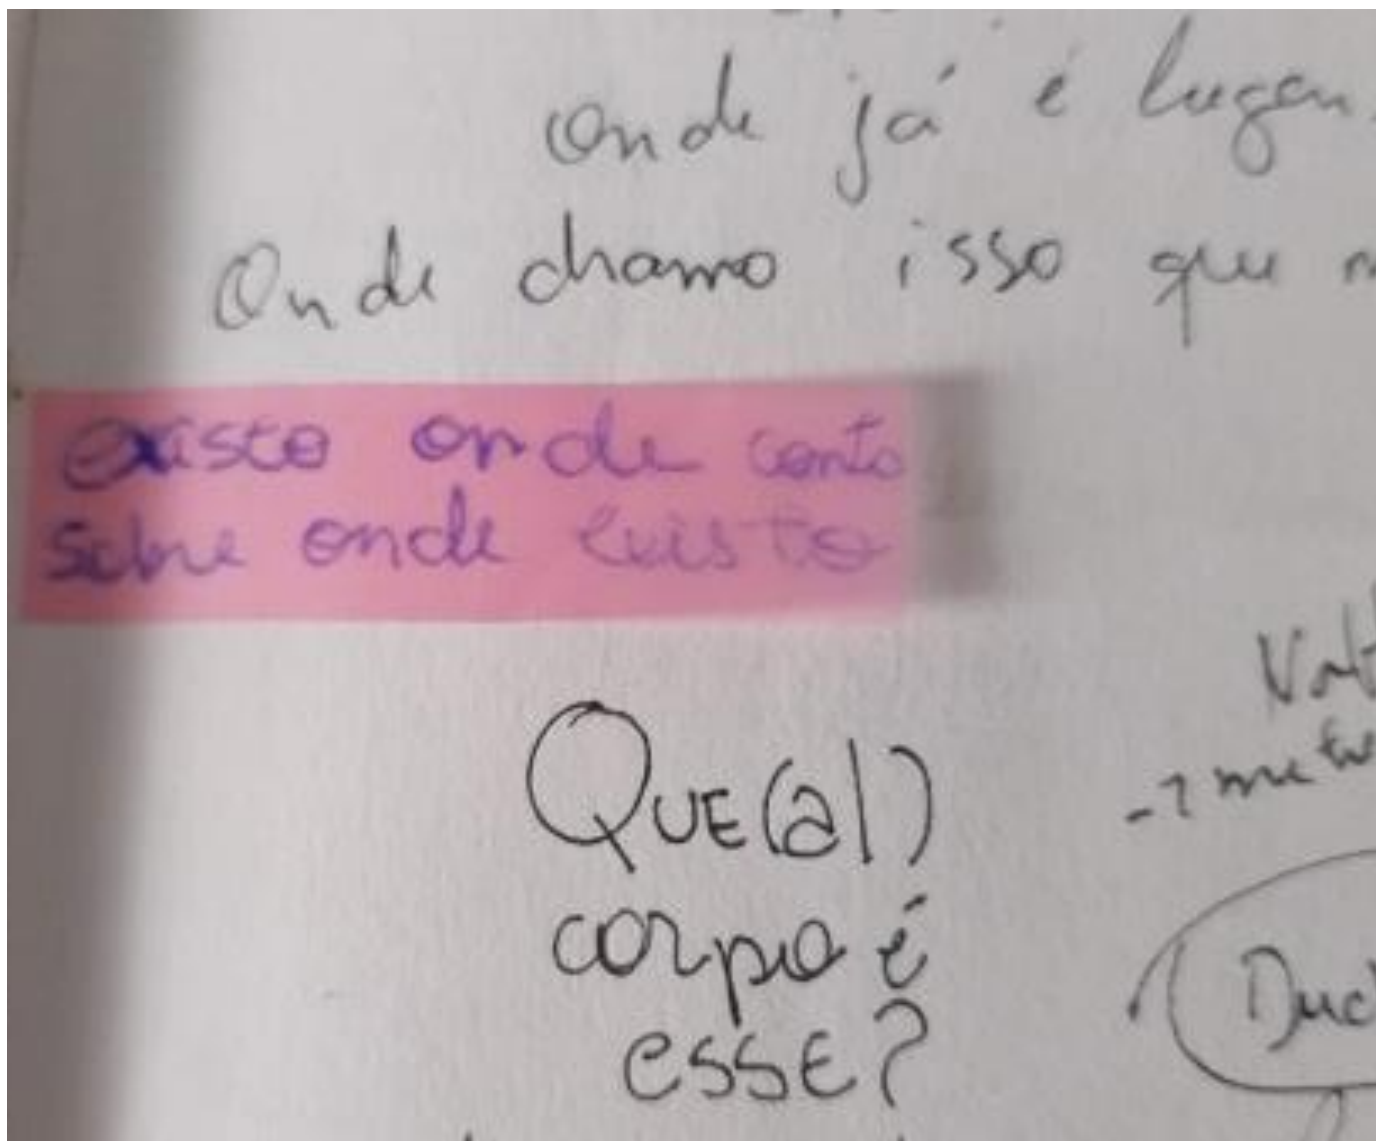 onde já é lugar.
Onde chamo isso que
existo onde conto
sobre onde existo
QUE(al)
corpo é
esse?